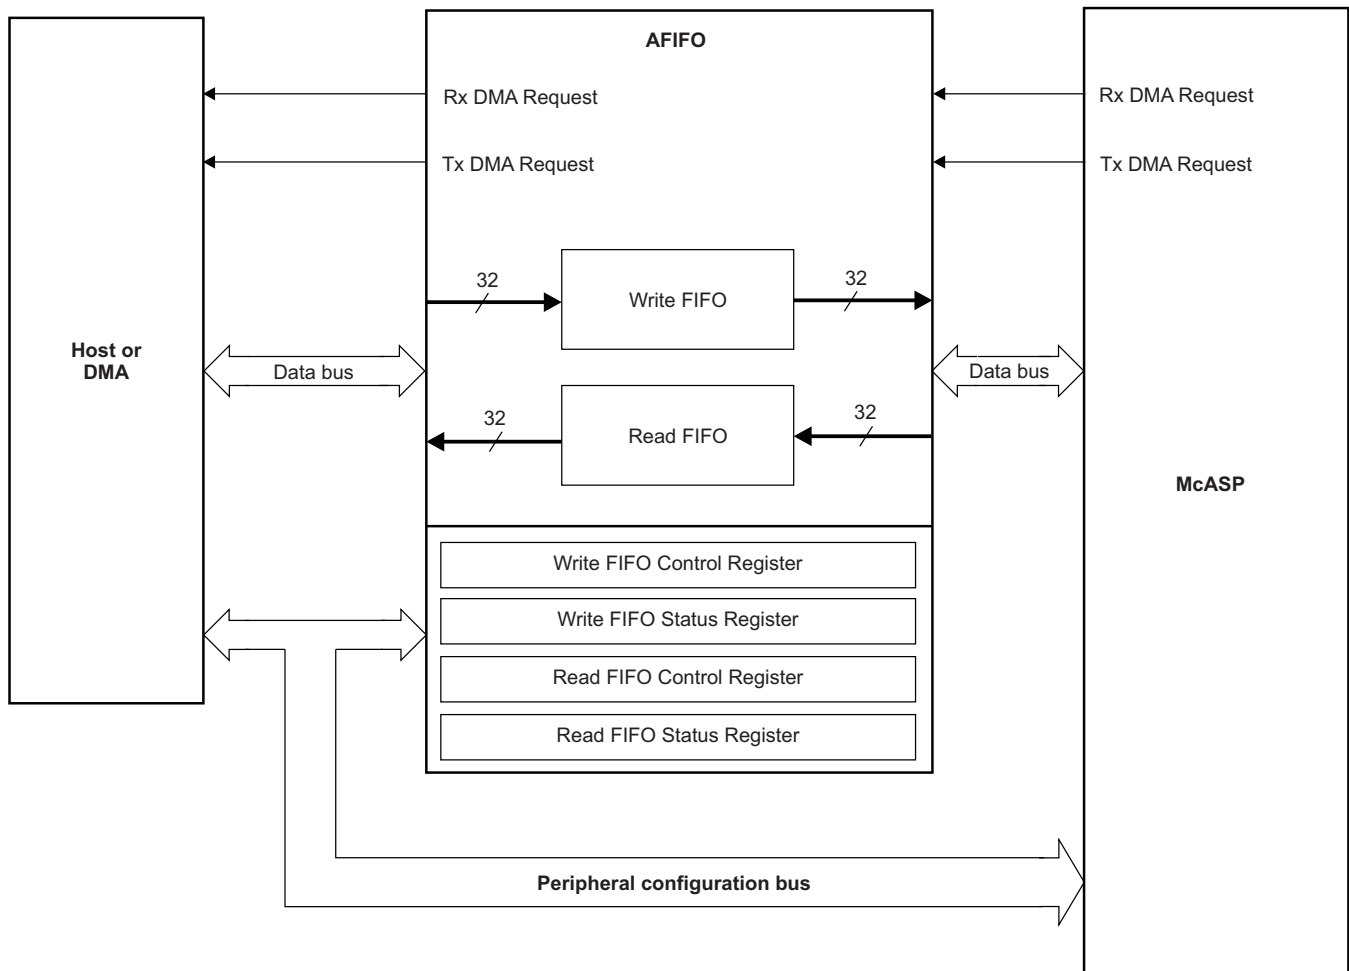 AFIFO
Rx DMA Request
Rx DMA Request
Tx DMA Request
Tx DMA Request
32
32
Write FIFO
Host or
DMA
Data bus
Data bus
32
32
Read FIFO
McASP
Write FIFO Control Register
Write FIFO Status Register
Read FIFO Control Register
Read FIFO Status Register
Peripheral configuration bus